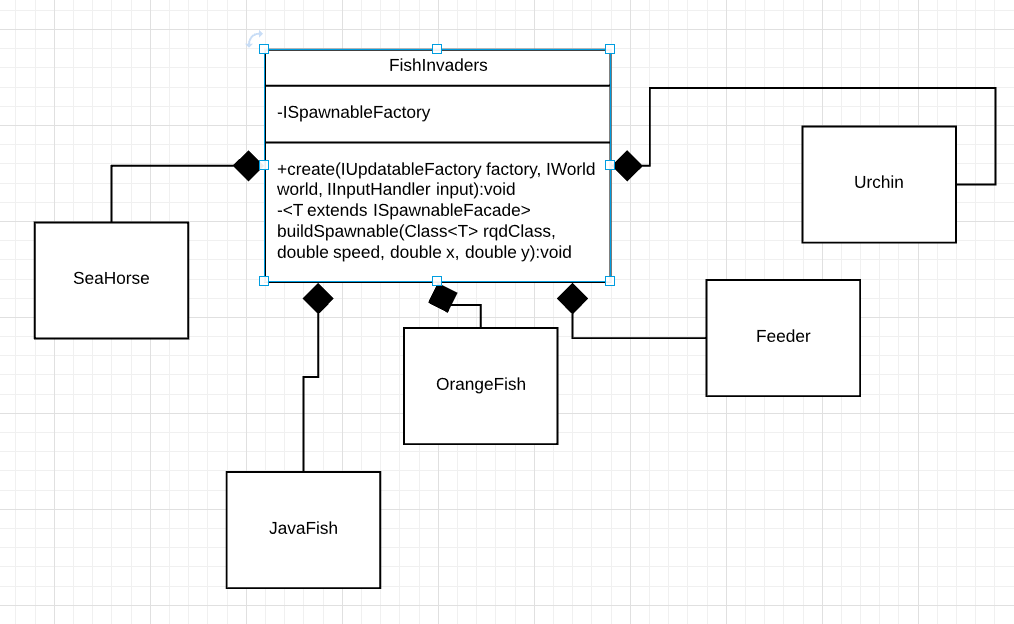 FishInvaders
-ISpawnableFactory
+create(IUpdatableFactory factory, IWorld
world, IInputHandler input):void
-<T extends ISpawnableFacade>
buildSpawnable(Class<T> rqdClass,
double speed, double x, double y):void
Urchin
SeaHorse
Feeder
OrangeFish
JavaFish